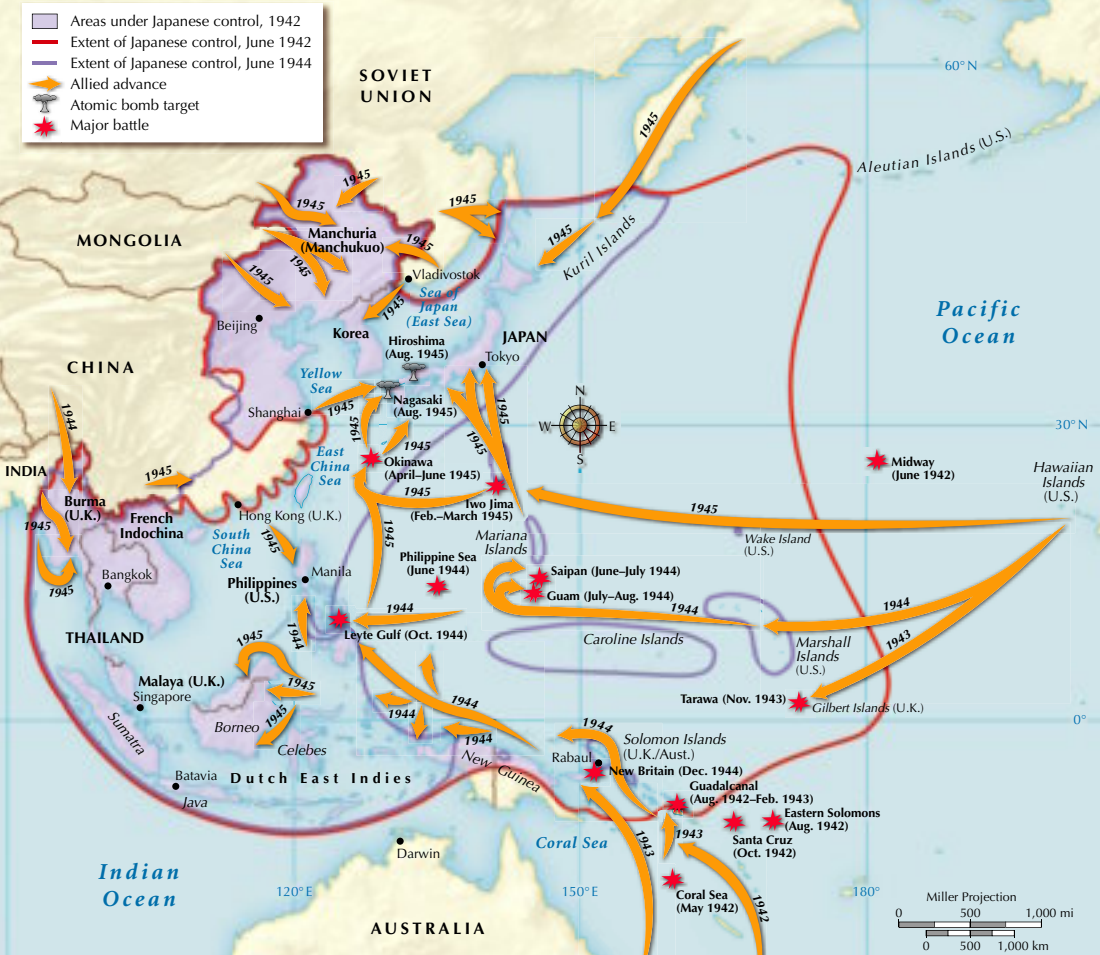 Areas under Japanese control, 1942
Extent of Japanese control, June 1942
Extent of Japanese control, June 1944
Allied advance
Atomic bomb target
Major battle
SOVIET
UNION
60°N
Aleutian Islands (U.S.)
1945
1945
1945
1945
MONGOLIA
Manchuria
(Manchukuo)
1945
1945
1945
1945
Kuril Islands
Vladivostok
1945
Sea of
Japan
(East Sea)
Pacific
Ocean
Beijing
Korea
JAPAN
Hiroshima
(Aug. 1945)
Tokyo
CHINA
Yellow
Sea
Nagasaki
(Aug. 1945)
Shanghai
1945
1945
1945
1945
1945
N
W
E
S
30°N
1944
East
China
Sea
Okinawa
(April–June 1945)
Midway
(June 1942)
Hawaiian
Islands
(U.S.)
INDIA
1945
Burma
(U.K.)
French
Indochina
1945
Iwo Jima
(Feb.–March 1945)
1945
Hong Kong (U.K.)
1945
South
China
Sea
1945
1945
Mariana
Islands
Wake Island
(U.S.)
Philippine Sea
(June 1944)
Saipan (June–July 1944)
Guam (July–Aug. 1944)
Bangkok
1945
Manila
Philippines
(U.S.)
1944
1944
1944
1944
Leyte Gulf (Oct. 1944)
THAILAND
Caroline Islands
Marshall
Islands
(U.S.)
1943
1945
Malaya (U.K.)
Singapore
1945
1945
1944
1944
1944
Tarawa (Nov. 1943)
Gilbert Islands (U.K.)
0°
Sumatra
Borneo
Celebes
1944
Solomon Islands
(U.K./Aust.)
Rabaul
New Guinea
New Britain (Dec. 1944)
Batavia
Dutch East Indies
Java
Guadalcanal
(Aug. 1942–Feb. 1943)
Eastern Solomons
(Aug. 1942)
Santa Cruz
(Oct. 1942)
1943
1943
Coral Sea
Darwin
Indian
Ocean
120°E
150°E
180°
Coral Sea
(May 1942)
1942
AUSTRALIA
Miller Projection
0 500 1,000 mi
0 500 1,000 km